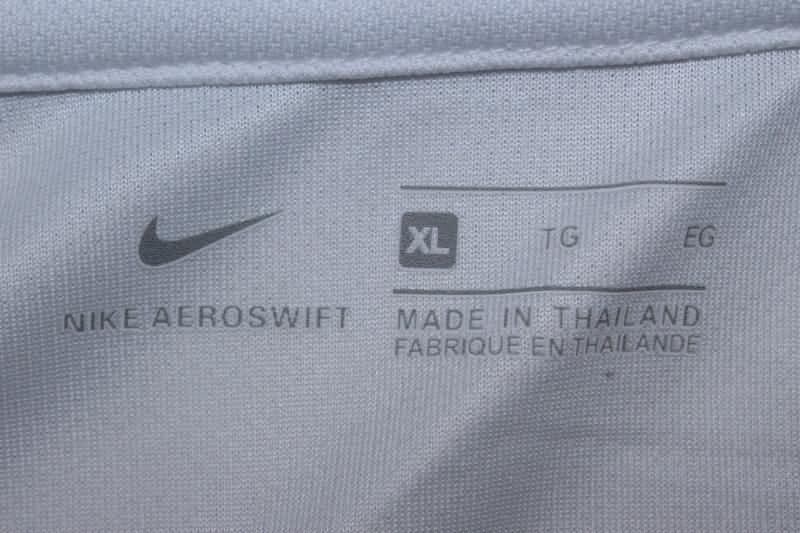 XL TG EG
NIKE AEROSWIFT
MADE IN THAILAND
FABRIQUE EN THAILANDE